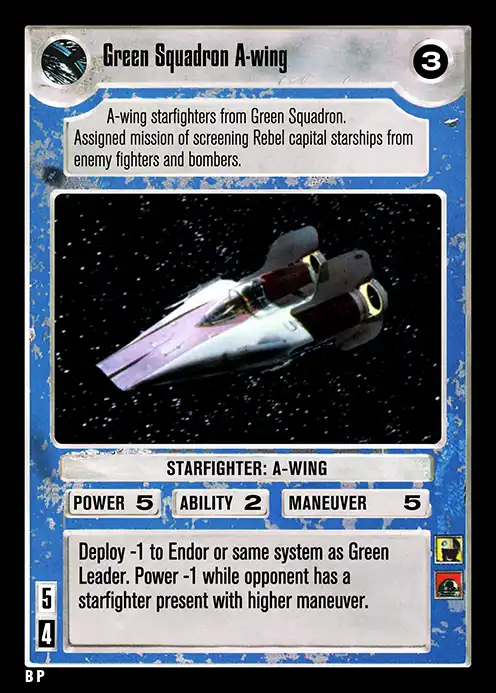 Green Squadron A-wing
3
A-wing starfighters from Green Squadron.
Assigned mission of screening Rebel capital starships from
enemy fighters and bombers.
STARFIGHTER: A-WING
POWER 5 ABILITY 2 MANEUVER 5
Deploy -1 to Endor or same system as Green
Leader. Power -1 while opponent has a
starfighter present with higher maneuver.
5
4
B P